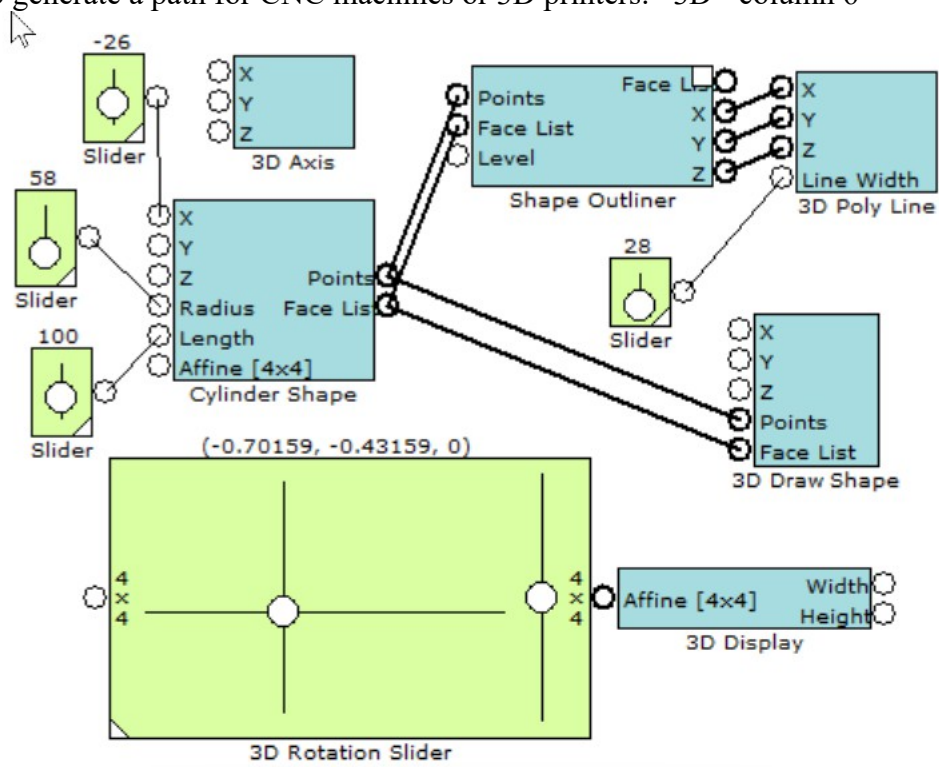 generate a path for CNC machines or 3D printers. "3D" column 6
-26
Slider
X
Y
Z
3D Axis
Points
Face List
Level
Face Lis
X
Y
Z
Shape Outliner
X
Y
Z
Line Width
3D Poly Line
58
Slider
X
Y
Z
Radius
Length
Affine [4x4]
Points
Face List
Cylinder Shape
28
Slider
100
Slider
X
Y
Z
Points
Face List
3D Draw Shape
(-0.70159, -0.43159, 0)
4
x
4
4
x
4
3D Rotation Slider
Affine [4x4]
Width
Height
3D Display